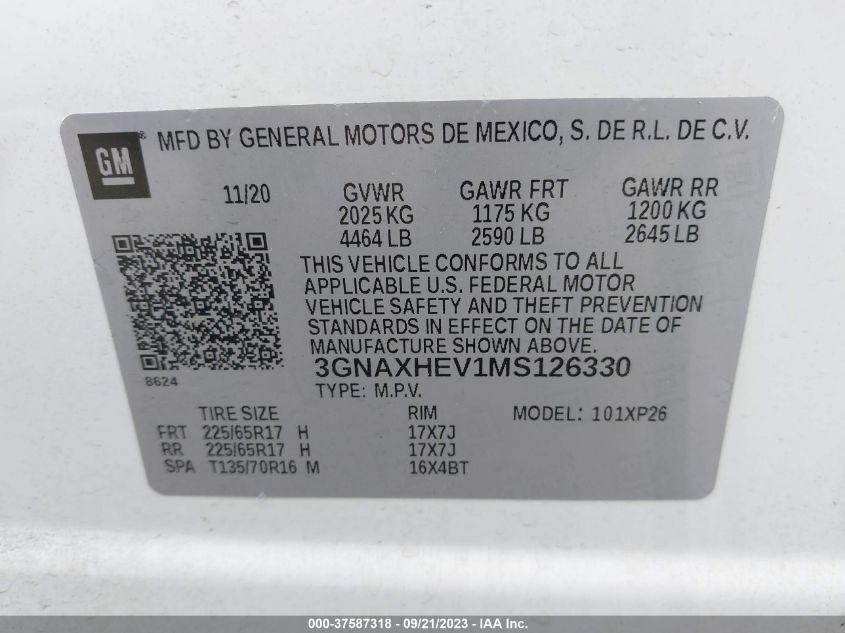 GM® MFD BY GENERAL MOTORS DE MEXICO, S. DE R.L. DE C.V.
11/20 GVWR GAWR FRT GAWR RR
2025 KG 1175 KG 1200 KG
4464 LB 2590 LB 2645 LB
THIS VEHICLE CONFORMS TO ALL
APPLICABLE U.S. FEDERAL MOTOR
VEHICLE SAFETY AND THEFT PREVENTION
STANDARDS IN EFFECT ON THE DATE OF
MANUFACTURE SHOWN ABOVE.
8624 3GNAXHEV1MS126330
TYPE: M.P.V.
TIRE SIZE RIM MODEL: 101XP26
FRT 225/65R17 H 17X7J
RR 225/65R17 H 17X7J
SPA T135/70R16 M 16X4BT
000-37587318 - 09/21/2023 - IAA Inc.